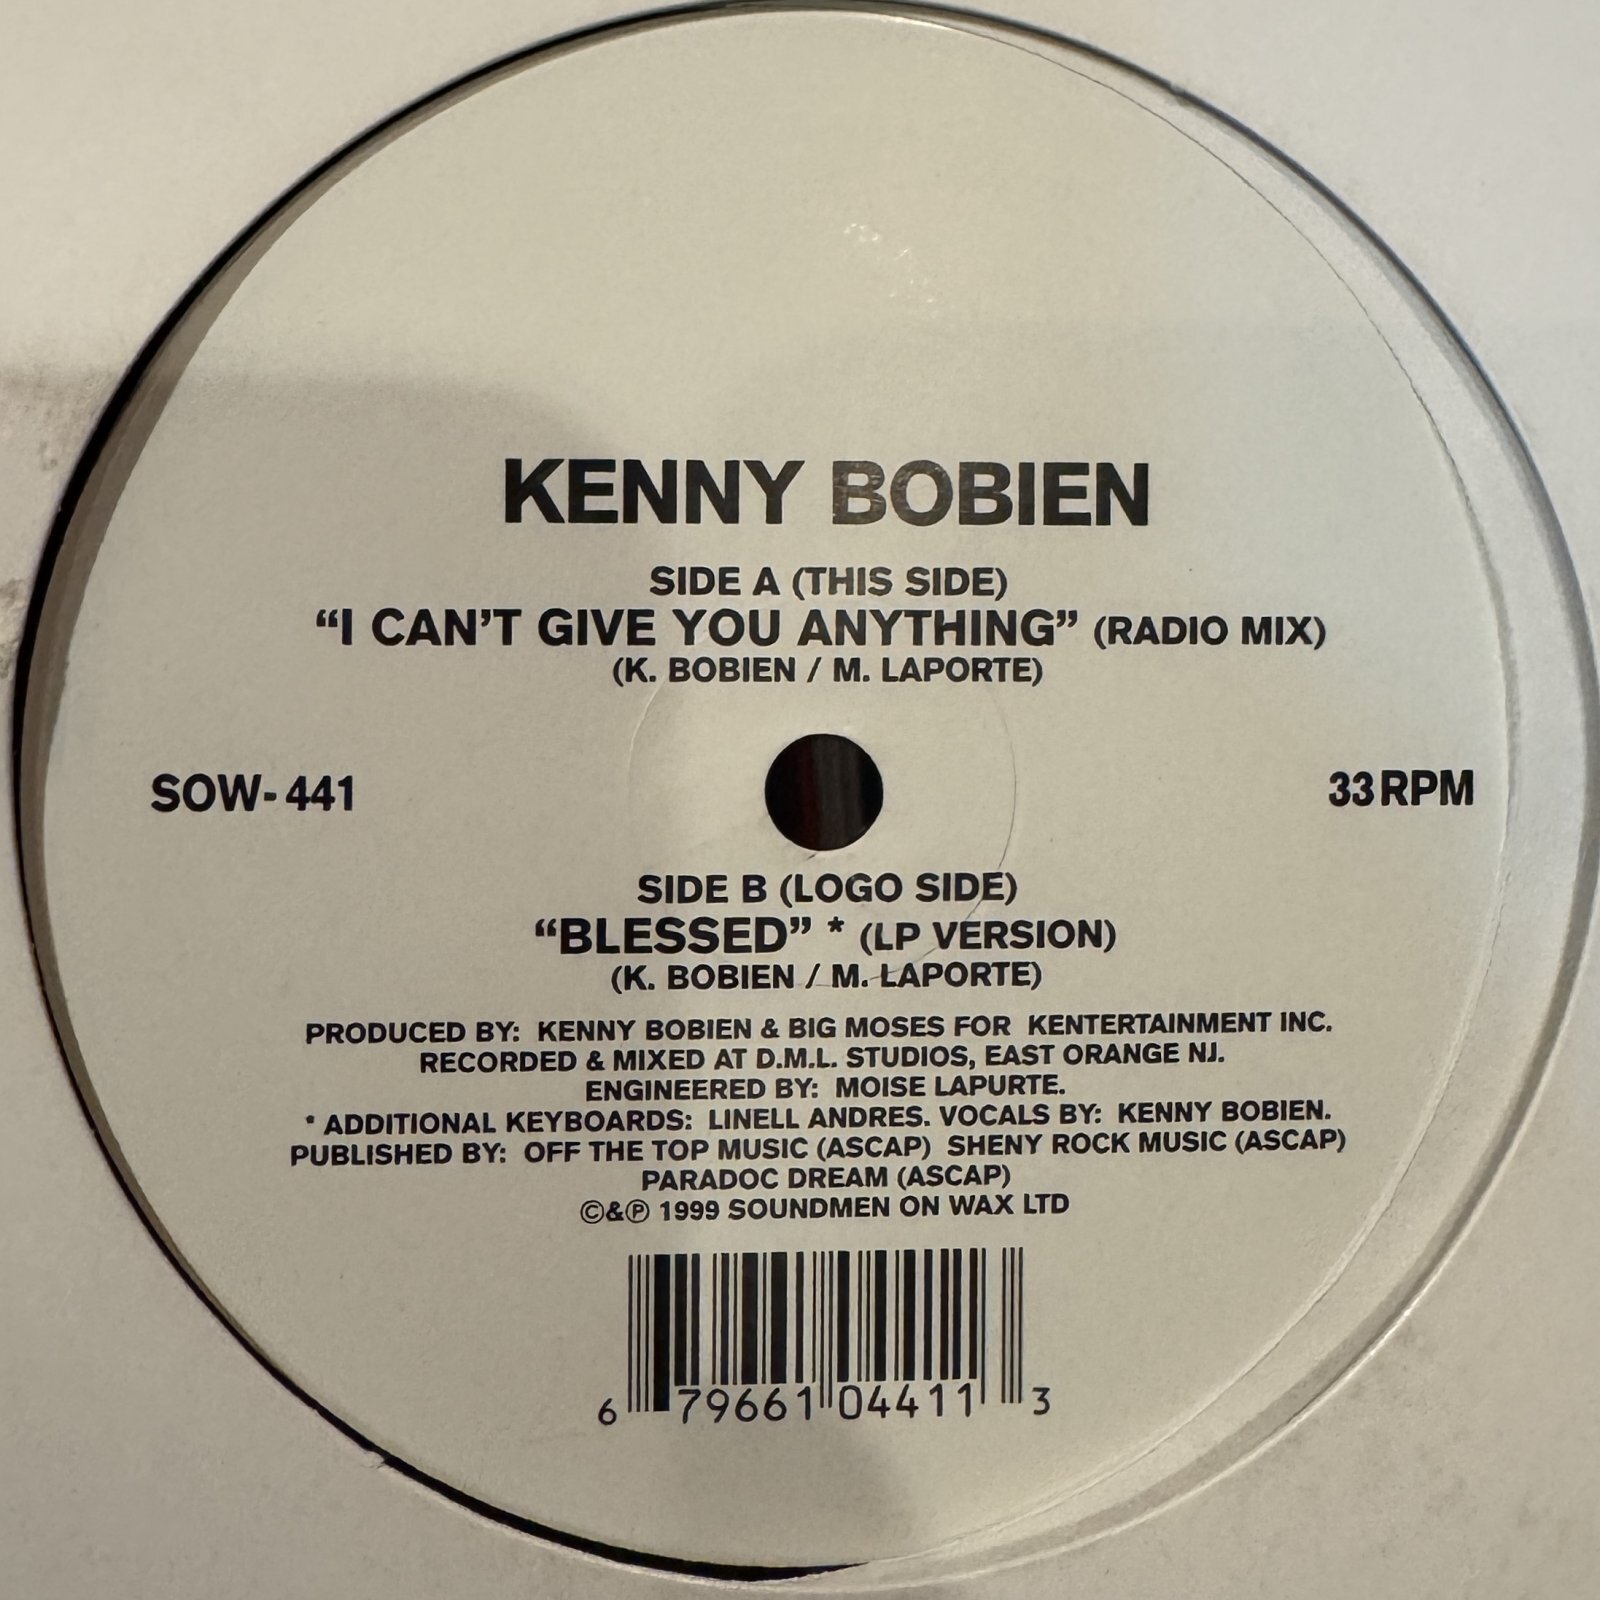 KENNY BOBIEN
SIDE A (THIS SIDE)
“I CAN’T GIVE YOU ANYTHING” (RADIO MIX)
(K. BOBIEN / M. LAPORTE)
SOW- 441
33 RPM
SIDE B (LOGO SIDE)
“BLESSED” * (LP VERSION)
(K. BOBIEN / M. LAPORTE)
PRODUCED BY: KENNY BOBIEN & BIG MOSES FOR KENTERTAINMENT INC.
RECORDED & MIXED AT D.M.L. STUDIOS, EAST ORANGE NJ.
ENGINEERED BY: MOISE LAPURTE.
* ADDITIONAL KEYBOARDS: LINELL ANDRES. VOCALS BY: KENNY BOBIEN.
PUBLISHED BY: OFF THE TOP MUSIC (ASCAP) SHENY ROCK MUSIC (ASCAP)
PARADOC DREAM (ASCAP)
©&℗ 1999 SOUNDMEN ON WAX LTD
6 79661 04411 3